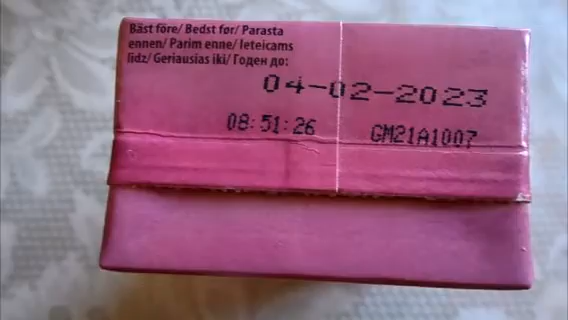 Bäst före/ Bedst før/ Parasta
ennen/ Parim enne/ Ieteicams
līdz/ Geriausias iki/ Годен до:
04-02-2023
08:51:26 GM21A1007